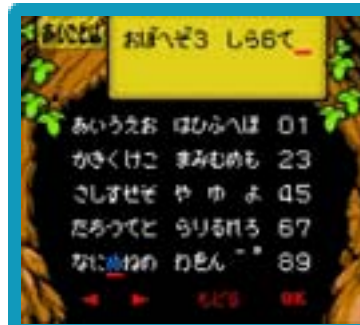 あいことば
おぼへぞ3 しら6て_
あいうえお はひふへほ 01
かきくけこ まみむめも 23
さしすせそ や ゆ よ 45
たちつてと らりるれろ 67
なにぬねの わをん゛゜ 89
◀ ▶ もどる OK